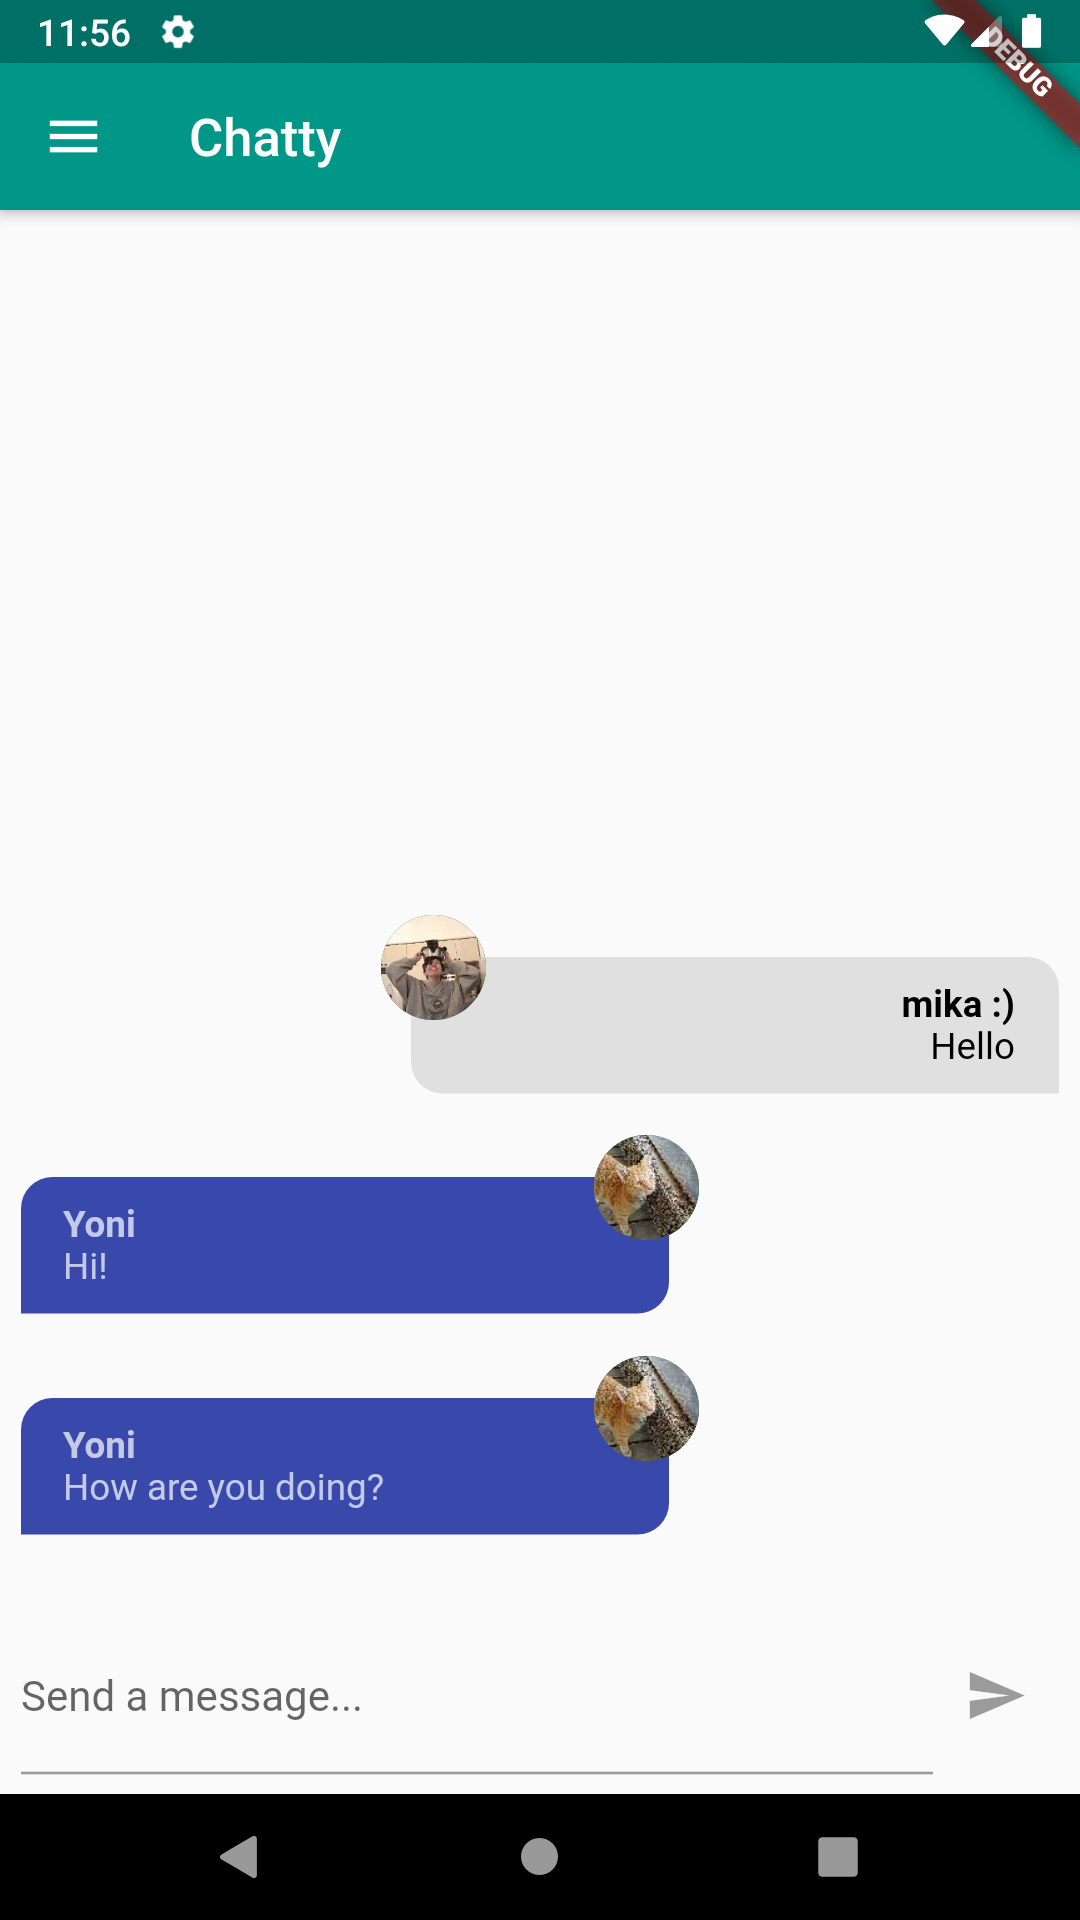 11:56
DEBUG
Chatty
mika :)
Hello
Yoni
Hi!
Yoni
How are you doing?
Send a message...